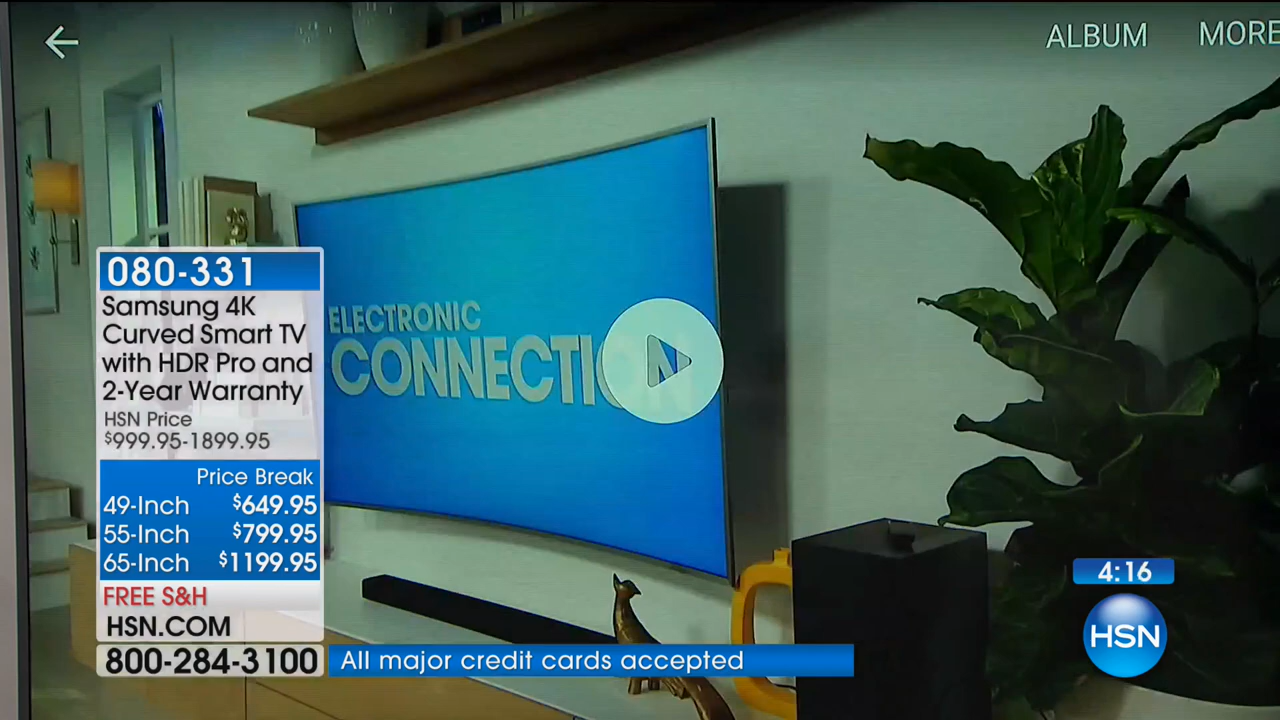 ALBUM
MORE
ELECTRONIC
CONNECTION
080-331
Samsung 4K
Curved Smart TV
with HDR Pro and
2-Year Warranty
HSN Price
$999.95-1899.95
Price Break
49-Inch $649.95
55-Inch $799.95
65-Inch $1199.95
FREE S&H
HSN.COM
800-284-3100
All major credit cards accepted
4:16
HSN